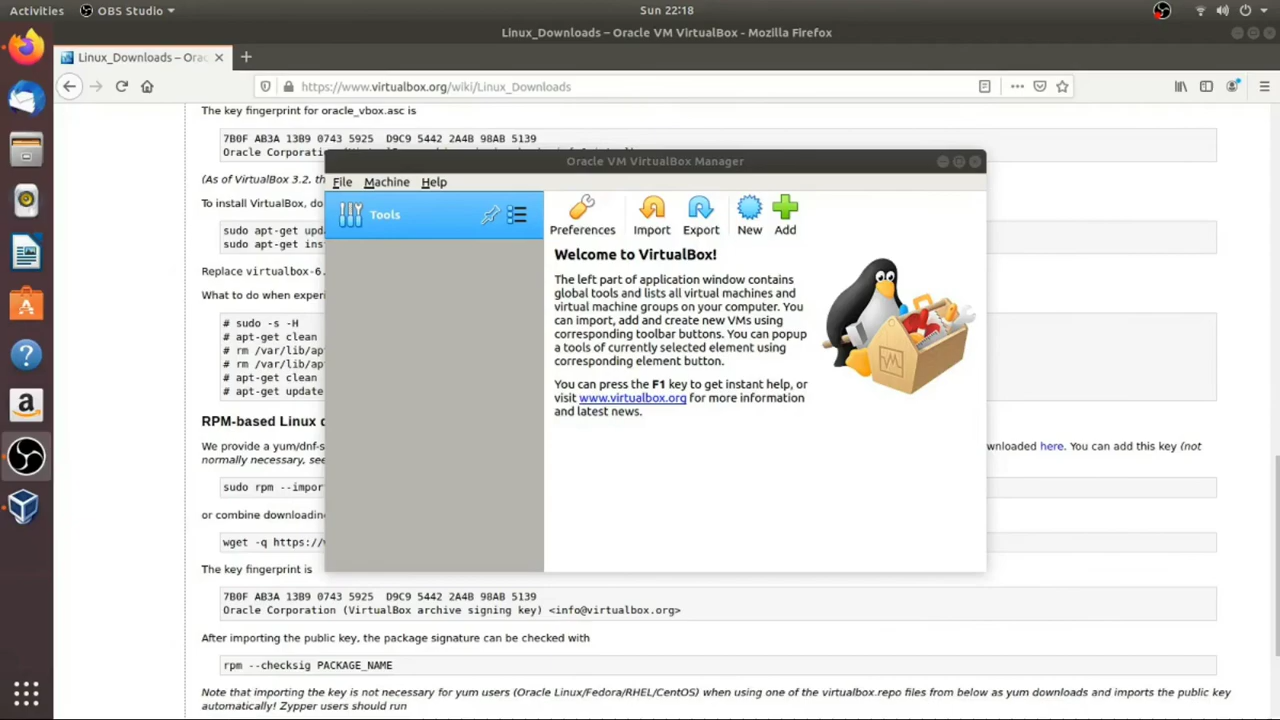 Activities
OBS Studio
Sun 22:18
Linux_Downloads – Oracle VM VirtualBox - Mozilla Firefox
Linux_Downloads – Orac
https://www.virtualbox.org/wiki/Linux_Downloads
The key fingerprint for oracle_vbox.asc is
7B0F AB3A 13B9 0743 5925 D9C9 5442 2A4B 98AB 5139
Oracle Corporation
(As of VirtualBox 3.2, th
To install VirtualBox, do
sudo apt-get upd
sudo apt-get inst
Replace virtualbox-6.
What to do when experi
# sudo -s -H
# apt-get clean
# rm /var/lib/apt
# rm /var/lib/apt
# apt-get clean
# apt-get update
RPM-based Linux d
We provide a yum/dnf-s
wnloaded here. You can add this key (not
normally necessary, see
sudo rpm --impor
or combine downloading
wget -q https://v
The key fingerprint is
7B0F AB3A 13B9 0743 5925 D9C9 5442 2A4B 98AB 5139
Oracle Corporation (VirtualBox archive signing key) <info@virtualbox.org>
After importing the public key, the package signature can be checked with
rpm --checksig PACKAGE_NAME
Note that importing the key is not necessary for yum users (Oracle Linux/Fedora/RHEL/CentOS) when using one of the virtualbox.repo files from below as yum downloads and imports the public key
automatically! Zypper users should run
Oracle VM VirtualBox Manager
File Machine Help
Tools
Preferences Import Export New Add
Welcome to VirtualBox!
The left part of application window contains
global tools and lists all virtual machines and
virtual machine groups on your computer. You
can import, add and create new VMs using
corresponding toolbar buttons. You can popup
a tools of currently selected element using
corresponding element button.
You can press the F1 key to get instant help, or
visit www.virtualbox.org for more information
and latest news.